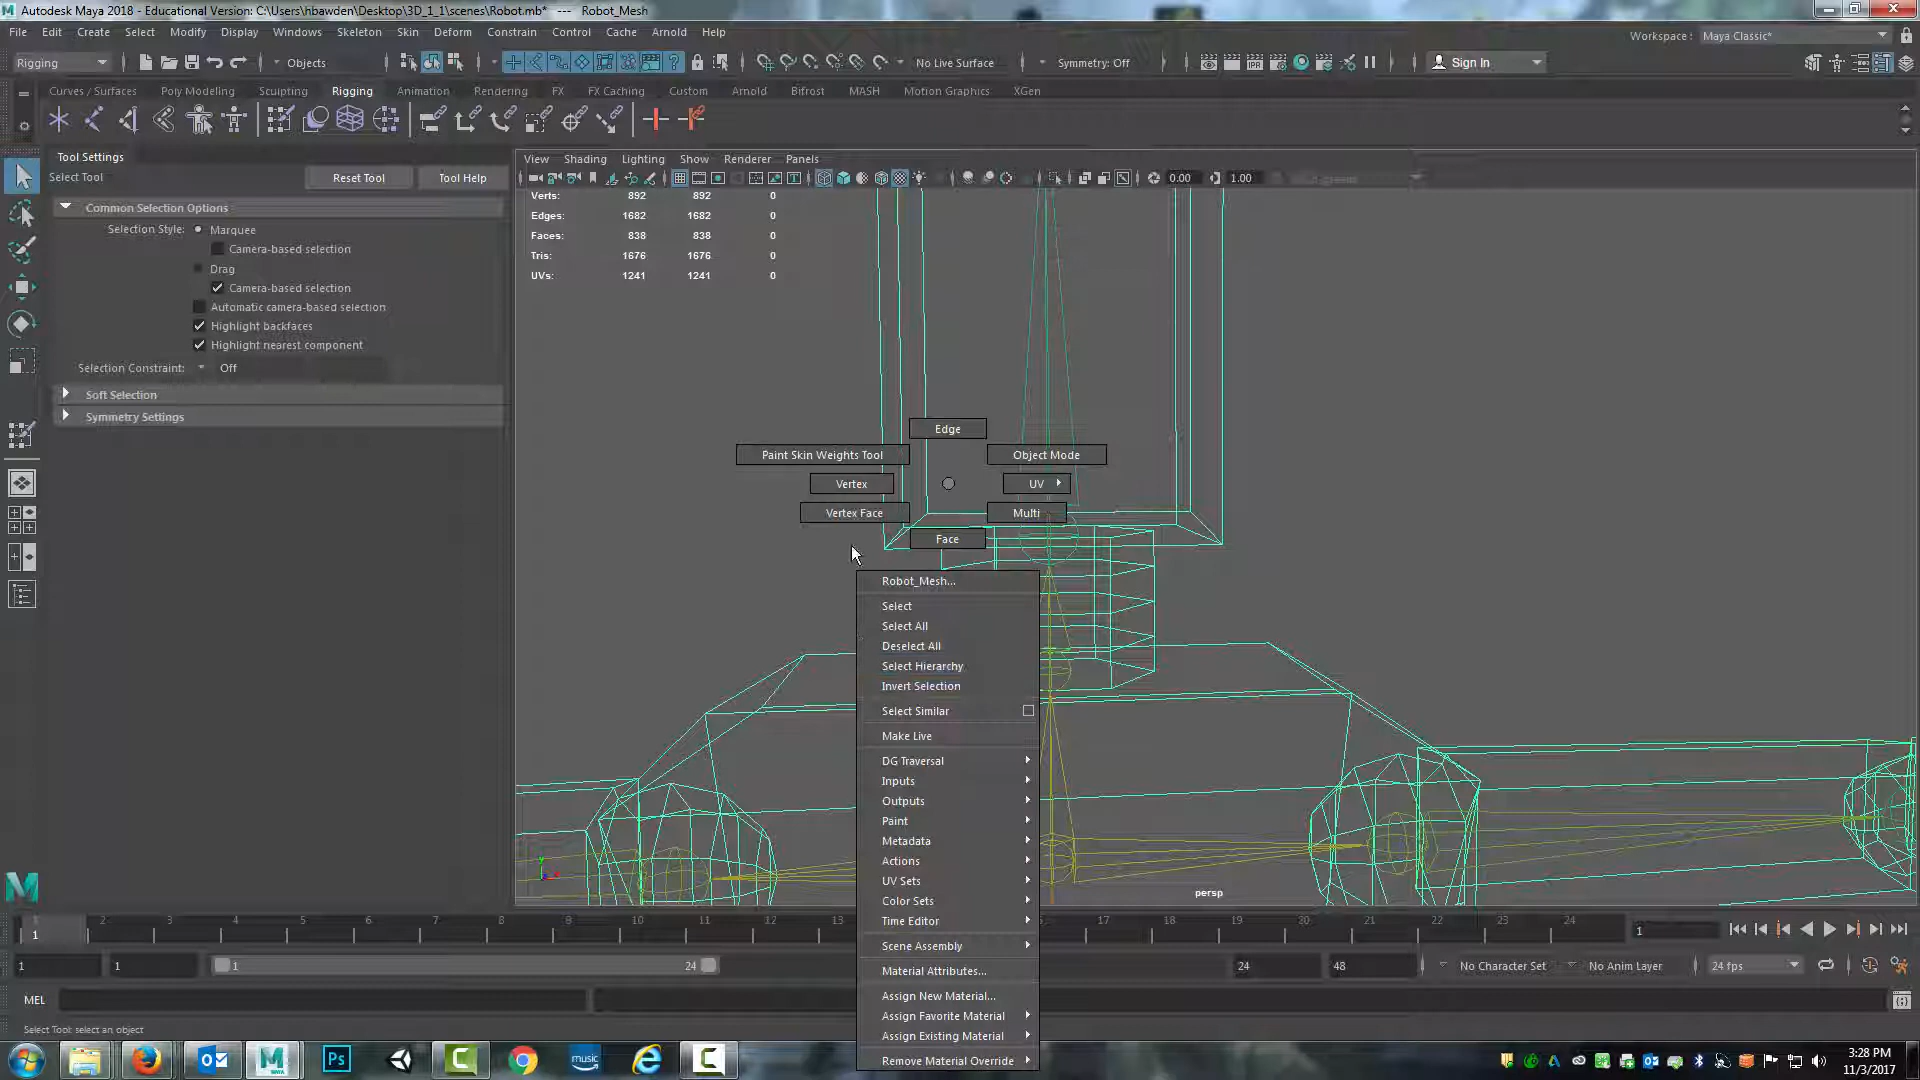 Autodesk Maya 2018 - Educational Version: C:\Users\hbawden\Desktop\3D_1_1\scenes\Robot.mb* --- Robot_Mesh
File Edit Create Select Modify Display Windows Skeleton Skin Deform Constrain Control Cache Arnold Help
Workspace : Maya Classic*
Rigging Objects No Live Surface Symmetry: Off IPR Sign In
Curves / Surfaces Poly Modeling Sculpting Rigging Animation Rendering FX FX Caching Custom Arnold Bifrost MASH Motion Graphics XGen
Tool Settings
Select Tool
Reset Tool
Tool Help
Common Selection Options
Selection Style: Marquee
Camera-based selection
Drag
Camera-based selection
Automatic camera-based selection
Highlight backfaces
Highlight nearest component
Selection Constraint: Off
Soft Selection
Symmetry Settings
View Shading Lighting Show Renderer Panels
0.00 1.00
Verts: 892 892 0
Edges: 1682 1682 0
Faces: 838 838 0
Tris: 1676 1676 0
UVs: 1241 1241 0
Edge
Paint Skin Weights Tool
Object Mode
Vertex
UV
Vertex Face
Multi
Face
Robot_Mesh...
Select
Select All
Deselect All
Select Hierarchy
Invert Selection
Select Similar
Make Live
DG Traversal
Inputs
Outputs
Paint
Metadata
Actions
UV Sets
Color Sets
Time Editor
Scene Assembly
Material Attributes...
Assign New Material...
Assign Favorite Material
Assign Existing Material
Remove Material Override
y
persp
1 2 3 4 5 6 7 8 9 10 11 12 13 17 18 19 20 21 22 23 24
1
1
1 1 1 24 24 48 No Character Set No Anim Layer 24 fps
MEL
Select Tool: select an object
MAYA
Ps
music
3:28 PM
11/3/2017